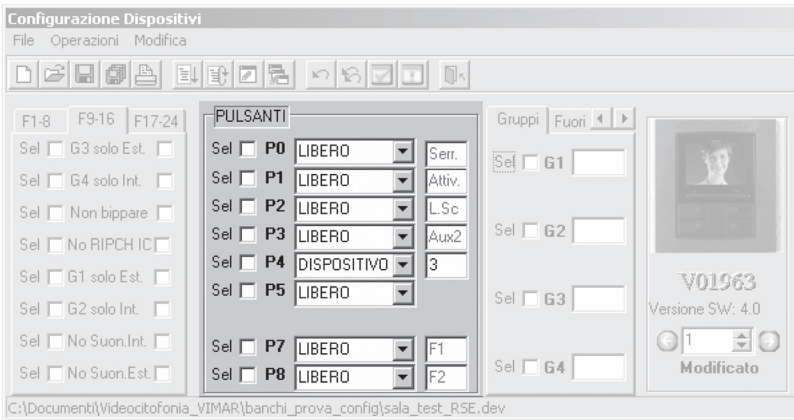 Configurazione Dispositivi
File Operazioni Modifica
F1-8 F9-16 F17-24
Sel G3 solo Est.
Sel G4 solo Int.
Sel Non bippare
Sel No RIPCH IC
Sel G1 solo Est.
Sel G2 solo Int.
Sel No Suon.Int.
Sel No Suon.Est.
PULSANTI
Sel P0 LIBERO Serr.
Sel P1 LIBERO Attiv.
Sel P2 LIBERO L.Sc
Sel P3 LIBERO Aux2
Sel P4 DISPOSITIVO 3
Sel P5 LIBERO
Sel P7 LIBERO F1
Sel P8 LIBERO F2
Gruppi Fuori
Sel G1
Sel G2
Sel G3
Sel G4
V01963
Versione SW: 4.0
1
Modificato
C:\Documenti\Videocitofonia_VIMAR\banchi_prova_config\sala_test_RSE.dev